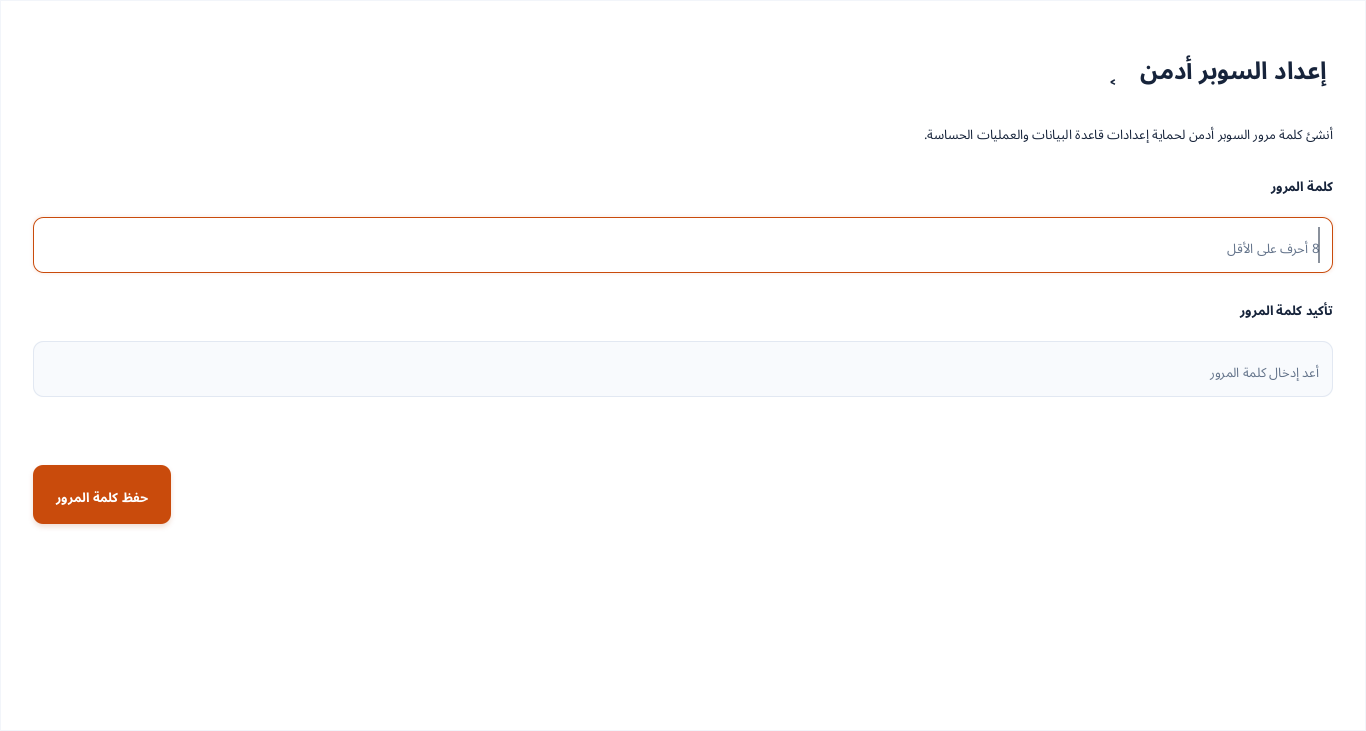 إعداد السوبر أدمن
أنشئ كلمة مرور السوبر أدمن لحماية إعدادات قاعدة البيانات والعمليات الحساسة.
كلمة المرور
8 أحرف على الأقل
تأكيد كلمة المرور
أعد إدخال كلمة المرور
حفظ كلمة المرور